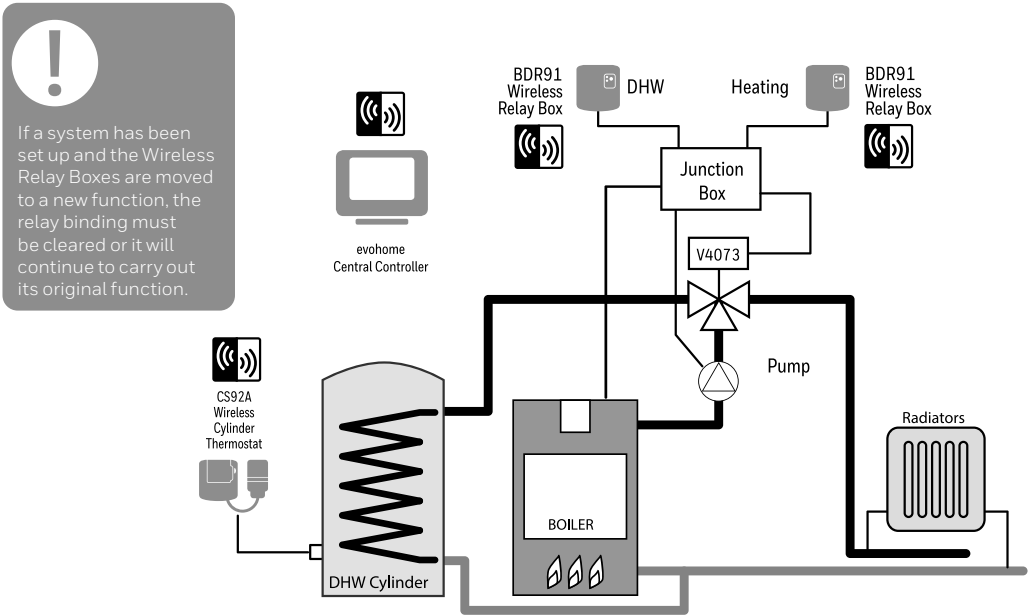 !
If a system has been
set up and the Wireless
Relay Boxes are moved
to a new function, the
relay binding must
be cleared or it will
continue to carry out
its original function.
evohome
Central Controller
BDR91
Wireless
Relay Box
DHW
Heating
BDR91
Wireless
Relay Box
Junction
Box
V4073
Pump
CS92A
Wireless
Cylinder
Thermostat
DHW Cylinder
BOILER
Radiators